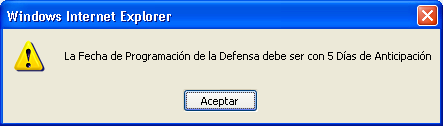 Windows Internet Explorer
La Fecha de Programación de la Defensa debe ser con 5 Días de Anticipación
Aceptar